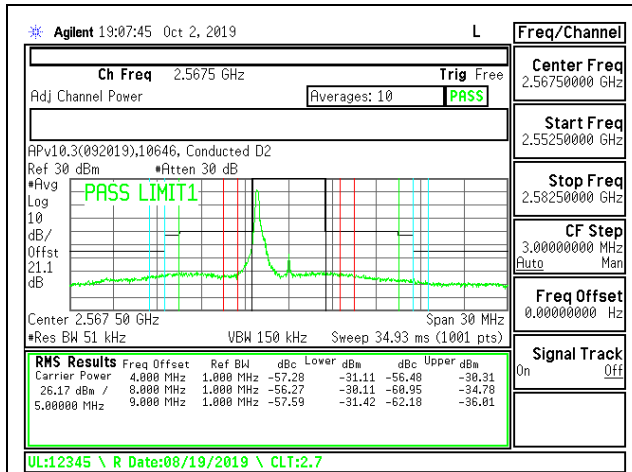 Agilent 19:07:45 Oct 2, 2019 L
Freq/Channel
Ch Freq 2.5675 GHz Trig Free
Adj Channel Power Averages: 10 PASS
APv10.3(092019),10646, Conducted D2
Ref 30 dBm #Atten 30 dB
#Avg
Log
10
dB/
Offst
21.1
dB
PASS LIMIT1
Center 2.567 50 GHz Span 30 MHz
#Res BW 51 kHz VBW 150 kHz Sweep 34.93 ms (1001 pts)
RMS Results Freq Offset Ref BW dBc Lower dBm dBc Upper dBm
Carrier Power 4.000 MHz 1.000 MHz -57.28 -31.11 -56.48 -30.31
26.17 dBm / 8.000 MHz 1.000 MHz -56.27 -30.11 -60.95 -34.78
5.00000 MHz 9.000 MHz 1.000 MHz -57.59 -31.42 -62.18 -36.01
UL:12345 \ R Date:08/19/2019 \ CLT:2.7
Center Freq
2.56750000 GHz
Start Freq
2.55250000 GHz
Stop Freq
2.58250000 GHz
CF Step
3.00000000 MHz
Auto Man
Freq Offset
0.00000000 Hz
Signal Track
On Off